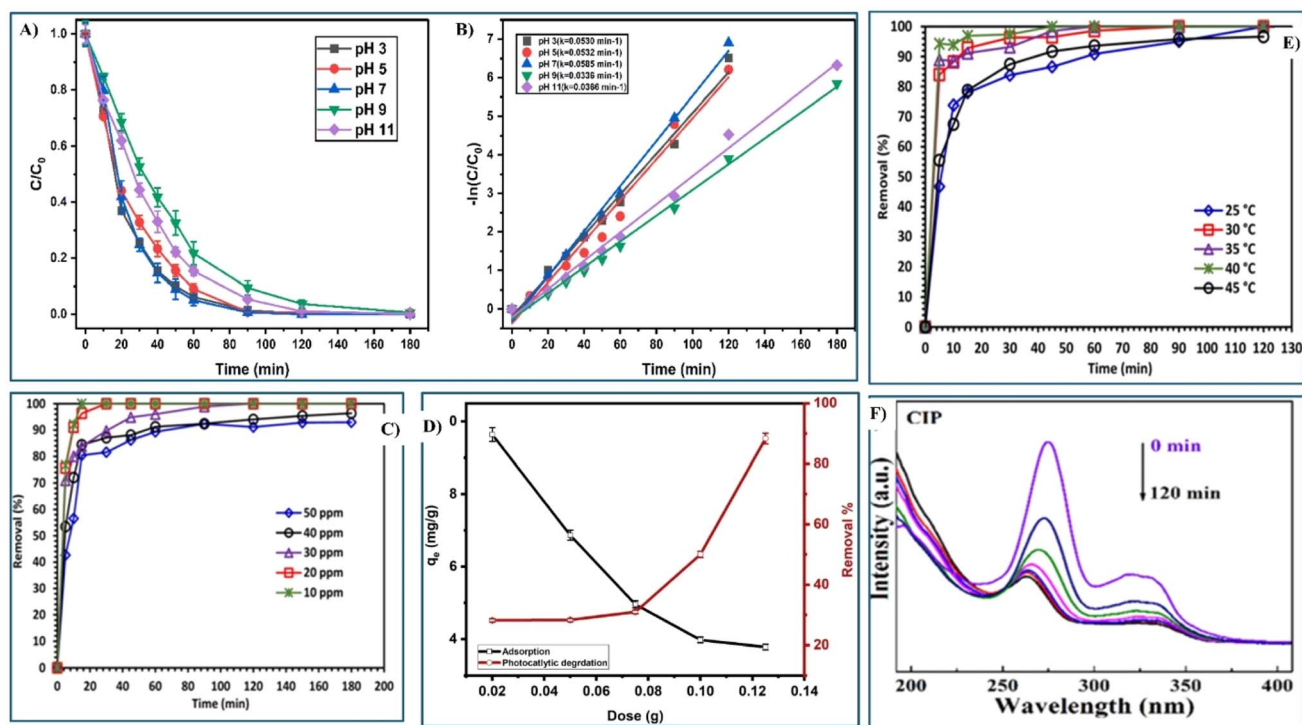 A)
C/C0
1.0
0.8
0.6
0.4
0.2
0.0
pH 3
pH 5
pH 7
pH 9
pH 11
0 20 40 60 80 100 120 140 160 180
Time (min)
B)
-ln(C/C0)
7
6
5
4
3
2
1
0
pH 3(k=0.0530 min-1)
pH 5(k=0.0532 min-1)
pH 7(k=0.0585 min-1)
pH 9(k=0.0336 min-1)
pH 11(k=0.0366 min-1)
0 20 40 60 80 100 120 140 160 180
Time (min)
E)
Removal (%)
100
90
80
70
60
50
40
30
20
10
0
25 °C
30 °C
35 °C
40 °C
45 °C
0 10 20 30 40 50 60 70 80 90 100 110 120 130
Time (min)
C)
Removal (%)
100
90
80
70
60
50
40
30
20
10
0
50 ppm
40 ppm
30 ppm
20 ppm
10 ppm
0 20 40 60 80 100 120 140 160 180 200
Time (min)
D)
qe (mg/g)
0
8
6
4
Adsorption
Photocatlytic degrdation
0.02 0.04 0.06 0.08 0.10 0.12 0.14
Dose (g)
100
80
60
40
20
Removal %
F)
CIP
0 min
120 min
Intensity (a.u.)
200 250 300 350 400
Wavelength (nm)